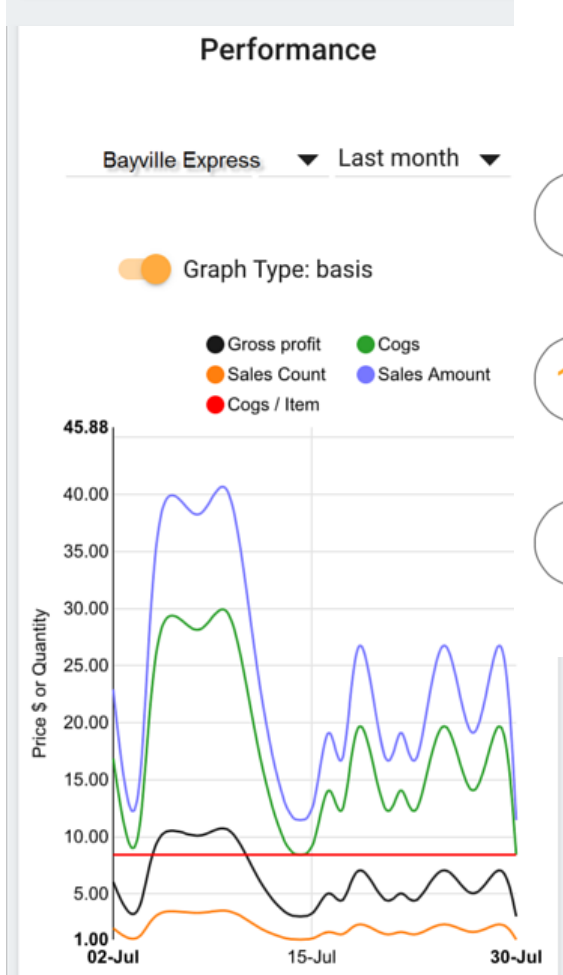 Performance
Bayville Express Last month
Graph Type: basis
Gross profit Cogs
Sales Count Sales Amount
Cogs / Item
45.88
40.00
35.00
30.00
25.00
20.00
15.00
10.00
5.00
1.00
Price $ or Quantity
02-Jul 15-Jul 30-Jul